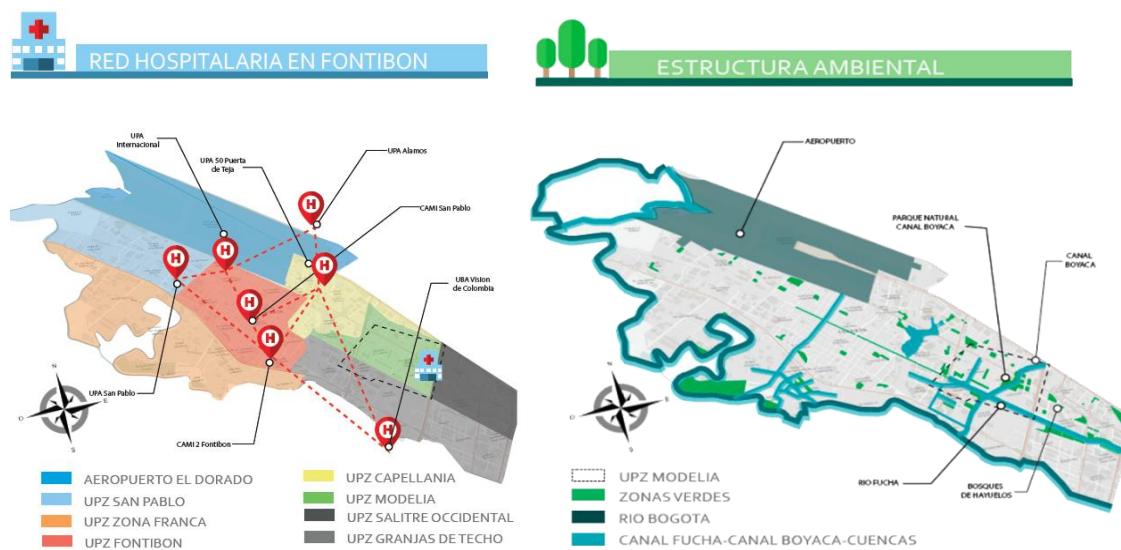 RED HOSPITALARIA EN FONTIBON
UPA
Internacional
UPA 50 Puerta
de Teja
UPA Alamos
CAMI San Pablo
UBA Vision
de Colombia
UPA San Pablo
CAMI 2 Fontibon
H
H
H
H
H
H
H
N
E
S
O
AEROPUERTO EL DORADO
UPZ SAN PABLO
UPZ ZONA FRANCA
UPZ FONTIBON
UPZ CAPELLANIA
UPZ MODELIA
UPZ SALITRE OCCIDENTAL
UPZ GRANJAS DE TECHO
ESTRUCTURA AMBIENTAL
AEROPUERTO
PARQUE NATURAL
CANAL BOYACA
CANAL
BOYACA
RIO FUCHA
BOSQUES
DE HAYUELOS
N
E
S
O
UPZ MODELIA
ZONAS VERDES
RIO BOGOTA
CANAL FUCHA-CANAL BOYACA-CUENCAS